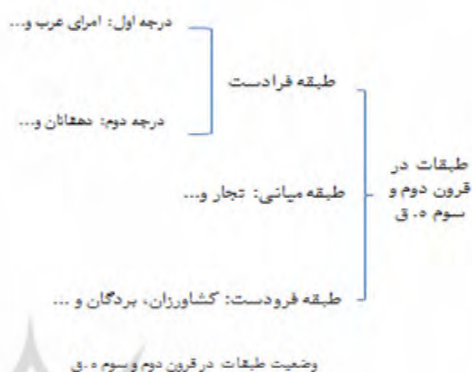 درجه اول: امرای عرب و...
طبقه فرادست
درجه دوم: دهقانان و...
طبقات در
قرون دوم و
سوم ه. ق
طبقه میانی: تجار و...
طبقه فرودست: کشاورزان، بردگان و ...
وضعیت طبقات در قرون دوم و سوم ه .ق